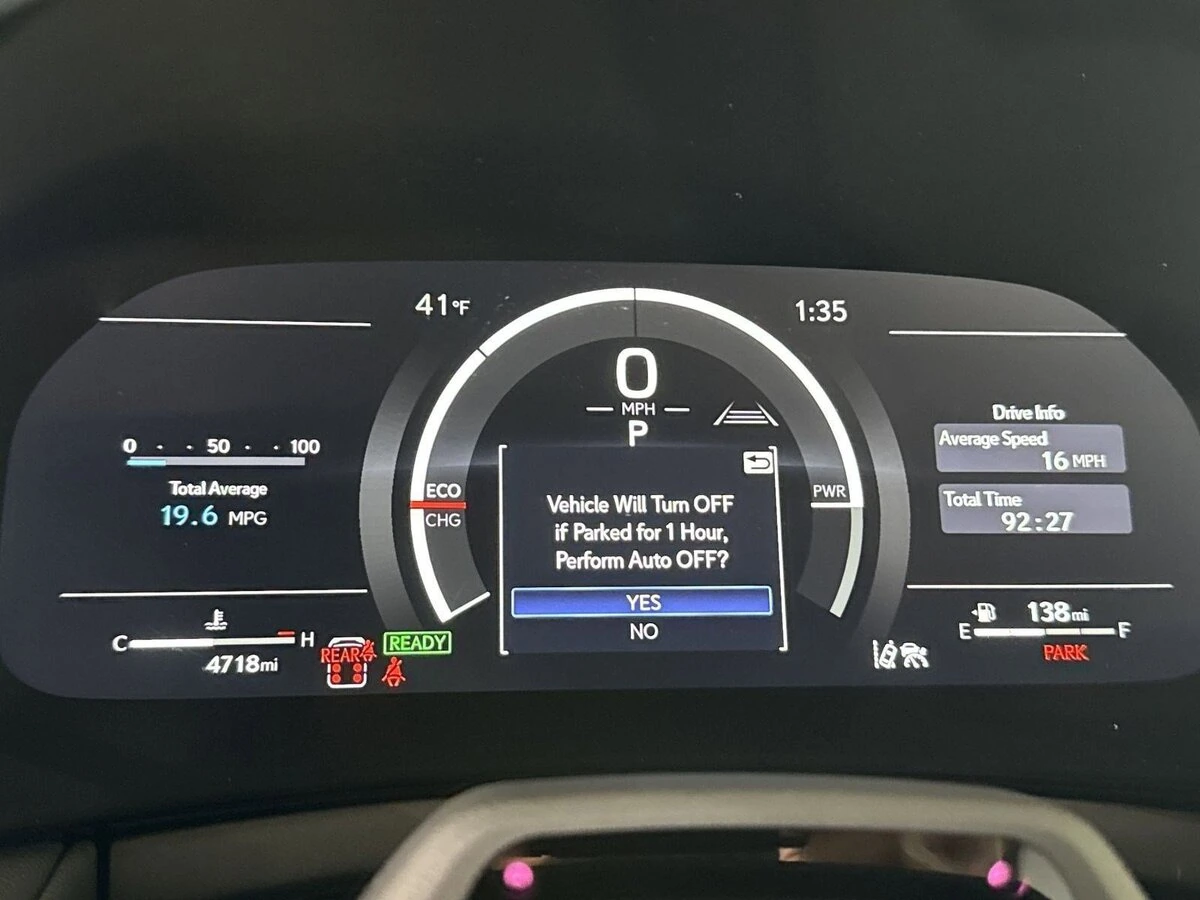 41°F
1:35
0
MPH
P
0 50 100
Total Average
19.6 MPG
ECO
CHG
PWR
Drive Info
Average Speed
16 MPH
Total Time
92:27
Vehicle Will Turn OFF
if Parked for 1 Hour,
Perform Auto OFF?
YES
NO
C H
4718mi
REAR
READY
138mi
E F
PARK